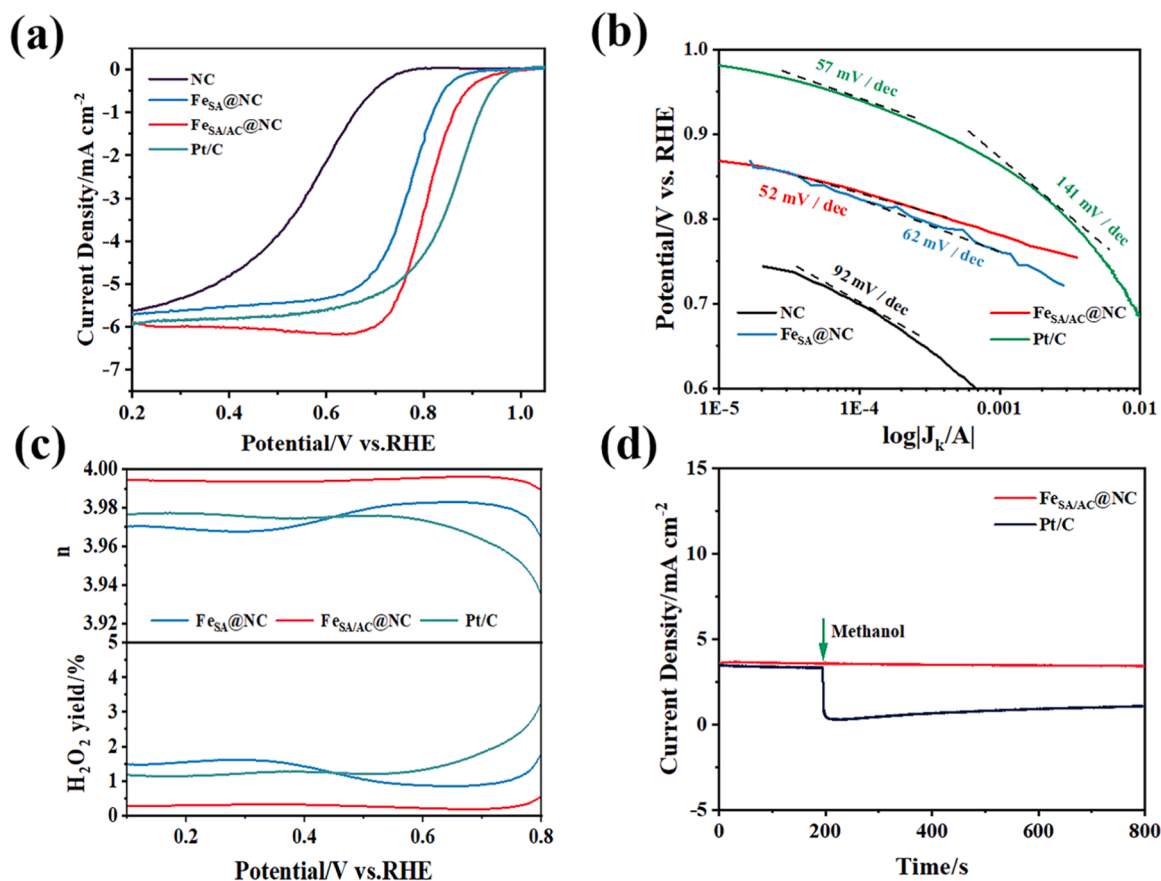 (a)
0
-1
-2
-3
-4
-5
-6
-7
Current Density/mA cm⁻²
NC
Fe_SA@NC
Fe_SA/AC@NC
Pt/C
0.2
0.4
0.6
0.8
1.0
Potential/V vs.RHE
(b)
1.0
0.9
0.8
0.7
0.6
Potential/V vs. RHE
57 mV / dec
141 mV / dec
52 mV / dec
62 mV / dec
92 mV / dec
NC
Fe_SA@NC
Fe_SA/AC@NC
Pt/C
1E-5
1E-4
0.001
0.01
log|J_k/A|
(c)
4.00
3.98
3.96
3.94
3.92
n
Fe_SA@NC
Fe_SA/AC@NC
Pt/C
5
4
3
2
1
0
H₂O₂ yield/%
0.2
0.4
0.6
0.8
Potential/V vs.RHE
(d)
15
10
5
0
-5
Current Density/mA cm⁻²
Fe_SA/AC@NC
Pt/C
Methanol
0
200
400
600
800
Time/s